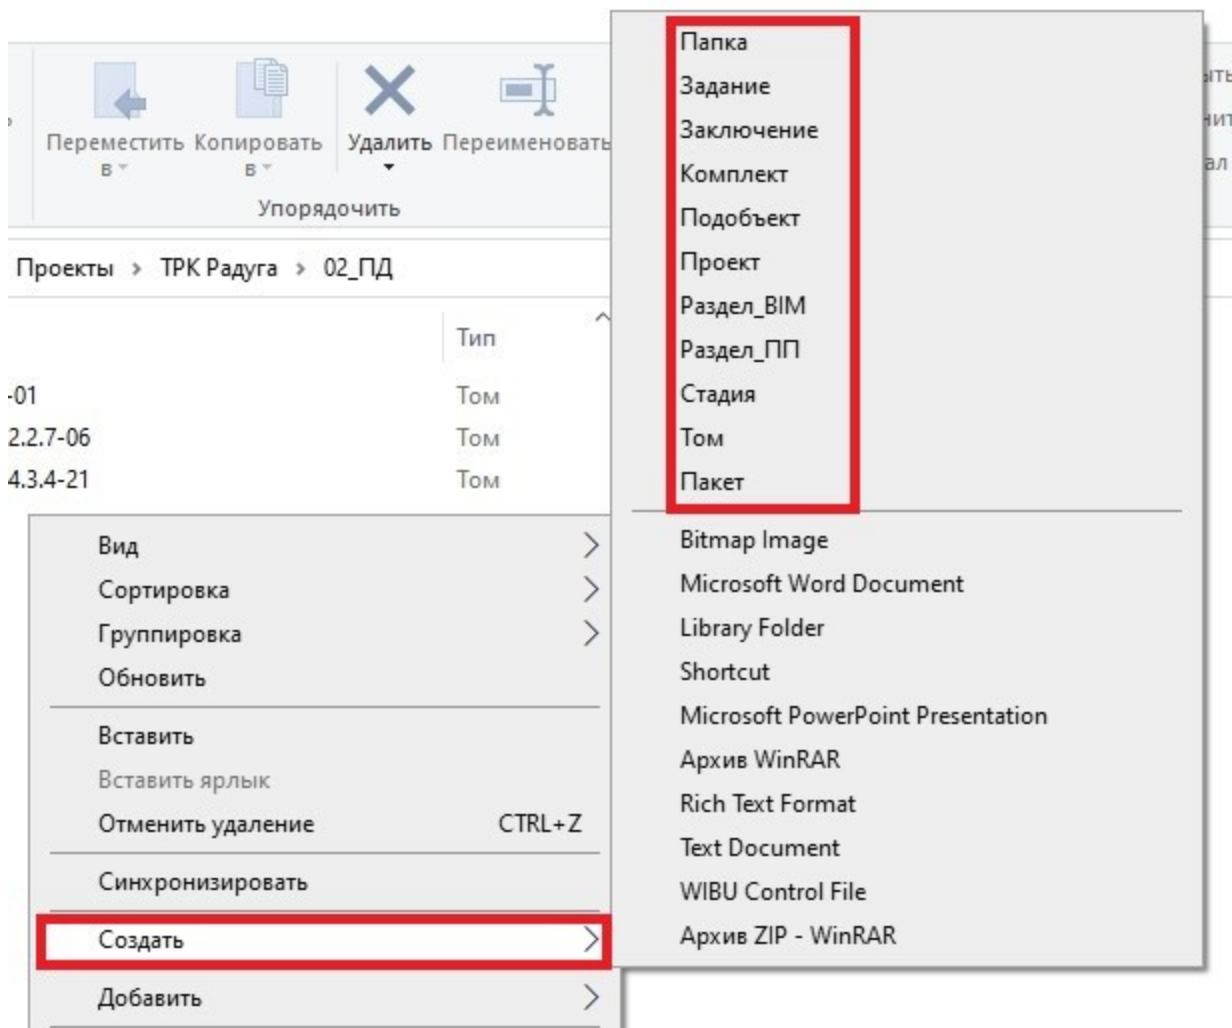 Переместить Копировать Удалить Переименовать
в в
Упорядочить
Проекты > ТРК Радуга > 02_ПД
Тип
-01 Том
2.2.7-06 Том
4.3.4-21 Том
Вид
Сортировка
Группировка
Обновить
Вставить
Вставить ярлык
Отменить удаление CTRL+Z
Синхронизировать
Создать
Добавить
Папка
Задание
Заключение
Комплект
Подобъект
Проект
Раздел_BIM
Раздел_ПП
Стадия
Том
Пакет
Bitmap Image
Microsoft Word Document
Library Folder
Shortcut
Microsoft PowerPoint Presentation
Архив WinRAR
Rich Text Format
Text Document
WIBU Control File
Архив ZIP - WinRAR